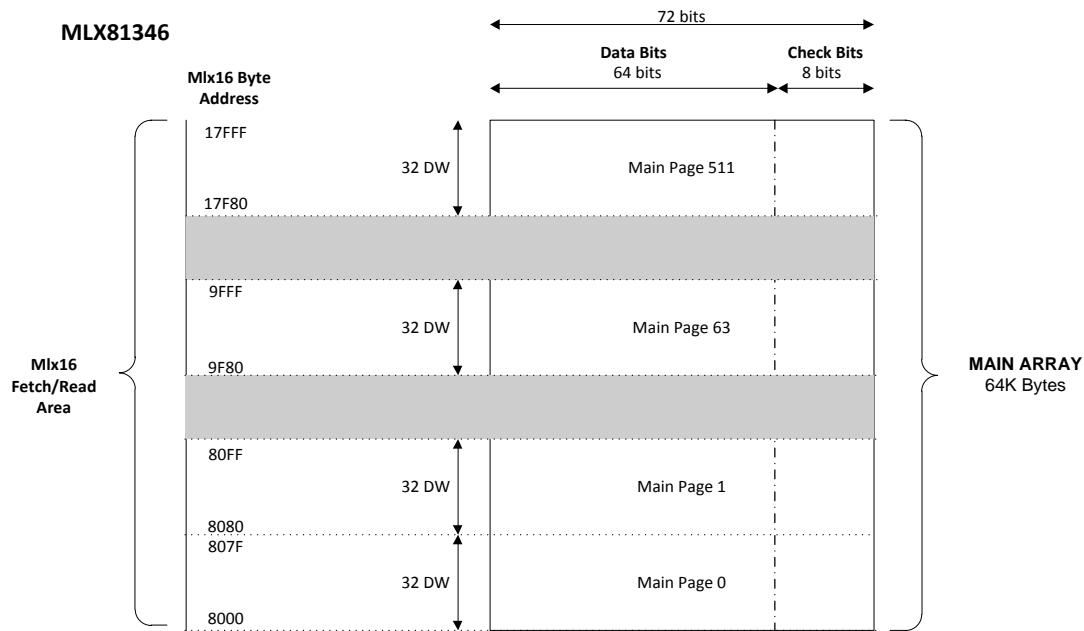 MLX81346
72 bits
Data Bits
64 bits
Check Bits
8 bits
Mlx16 Byte
Address
17FFF
32 DW
Main Page 511
17F80
9FFF
32 DW
Main Page 63
9F80
Mlx16
Fetch/Read
Area
MAIN ARRAY
64K Bytes
80FF
32 DW
Main Page 1
8080
807F
32 DW
Main Page 0
8000